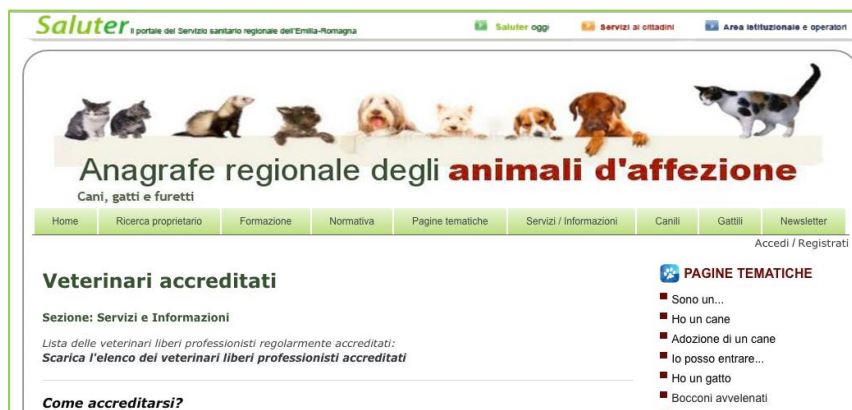 Saluter Il portale del Servizio sanitario regionale dell'Emilia-Romagna
Saluter oggi
Servizi ai cittadini
Area istituzionale e operatori
Anagrafe regionale degli animali d'affezione
Cani, gatti e furetti
Home
Ricerca proprietario
Formazione
Normativa
Pagine tematiche
Servizi / Informazioni
Canili
Gattili
Newsletter
Accedi / Registrati
Veterinari accreditati
Sezione: Servizi e Informazioni
Lista delle veterinari liberi professionisti regolarmente accreditati:
Scarica l'elenco dei veterinari liberi professionisti accreditati
Come accreditarsi?
PAGINE TEMATICHE
Sono un...
Ho un cane
Adozione di un cane
Io posso entrare...
Ho un gatto
Bocconi avvelenati